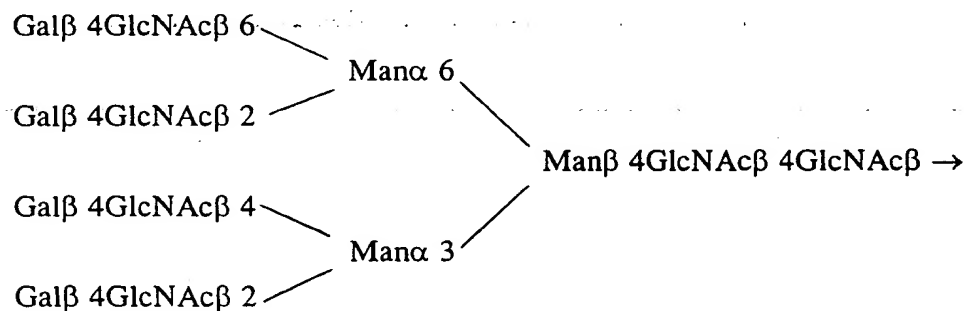 Galβ 4GlcNAcβ 6
Manα 6
Galβ 4GlcNAcβ 2
Manβ 4GlcNAcβ 4GlcNAcβ →
Galβ 4GlcNAcβ 4
Manα 3
Galβ 4GlcNAcβ 2